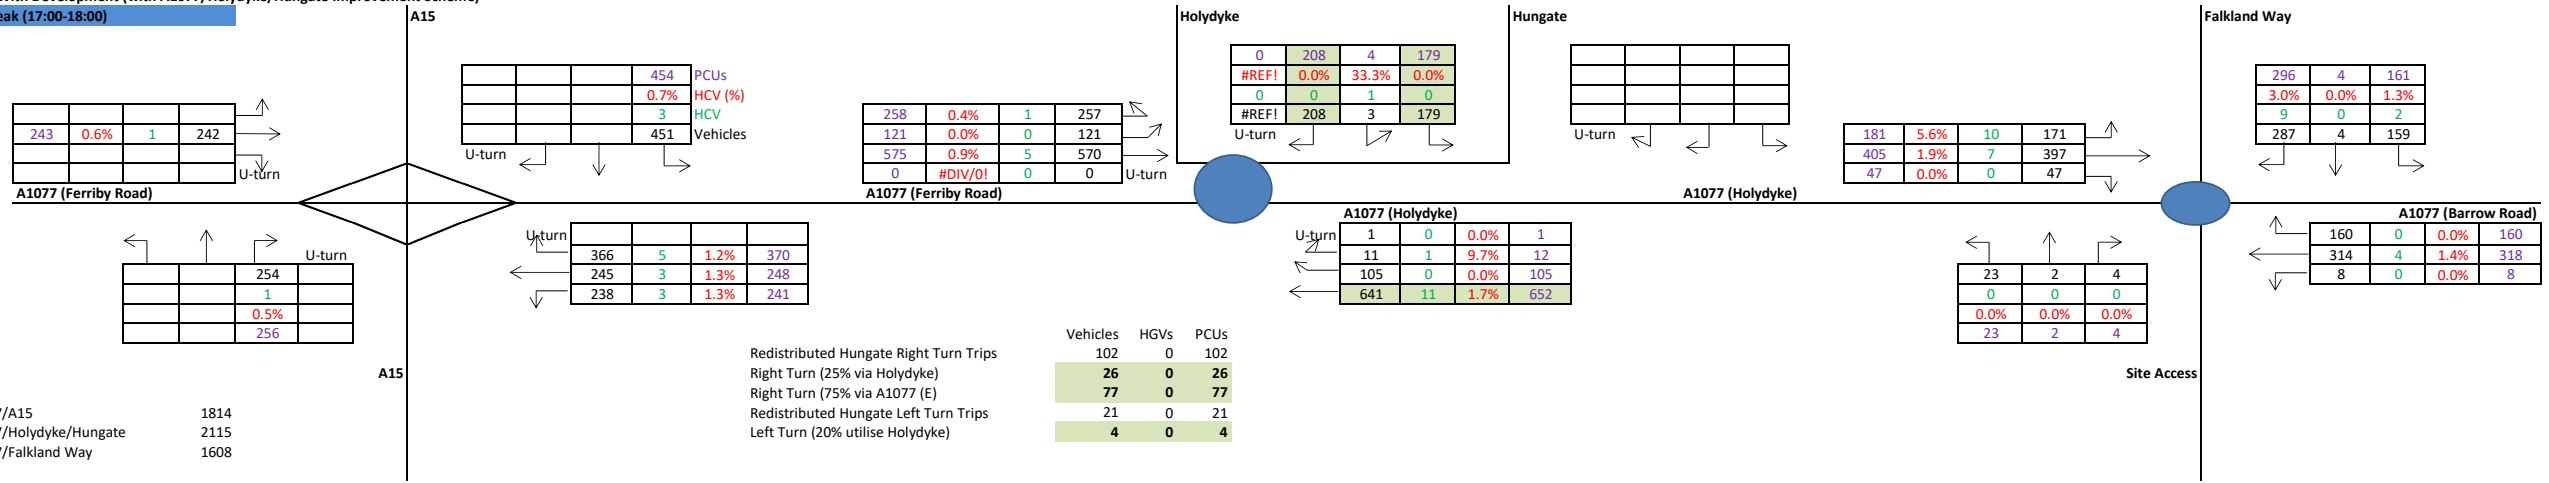 with Development (with A1077/Holydyke/Hungate Improvement Scheme)
eak (17:00-18:00)
A15
Holydyke
Hungate
Falkland Way
454 PCUs
0.7% HCV (%)
3 HCV
451 Vehicles
U-turn
243 0.6% 1 242
U-turn
A1077 (Ferriby Road)
258 0.4% 1 257
121 0.0% 0 121
575 0.9% 5 570
0 #DIV/0! 0 0
U-turn
A1077 (Ferriby Road)
0 208 4 179
#REF! 0.0% 33.3% 0.0%
0 0 1 0
#REF! 208 3 179
U-turn
U-turn
A1077 (Holydyke)
181 5.6% 10 171
405 1.9% 7 397
47 0.0% 0 47
296 4 161
3.0% 0.0% 1.3%
9 0 2
287 4 159
U-turn
254
1
0.5%
256
A15
U-turn
366 5 1.2% 370
245 3 1.3% 248
238 3 1.3% 241
A1077 (Holydyke)
U-turn
1 0 0.0% 1
11 1 9.7% 12
105 0 0.0% 105
641 11 1.7% 652
A1077 (Barrow Road)
160 0 0.0% 160
314 4 1.4% 318
8 0 0.0% 8
23 2 4
0 0 0
0.0% 0.0% 0.0%
23 2 4
Site Access
Vehicles HGVs PCUs
Redistributed Hungate Right Turn Trips 102 0 102
Right Turn (25% via Holydyke) 26 0 26
Right Turn (75% via A1077 (E) 77 0 77
Redistributed Hungate Left Turn Trips 21 0 21
Left Turn (20% utilise Holydyke) 4 0 4
7/A15 1814
7/Holydyke/Hungate 2115
7/Falkland Way 1608